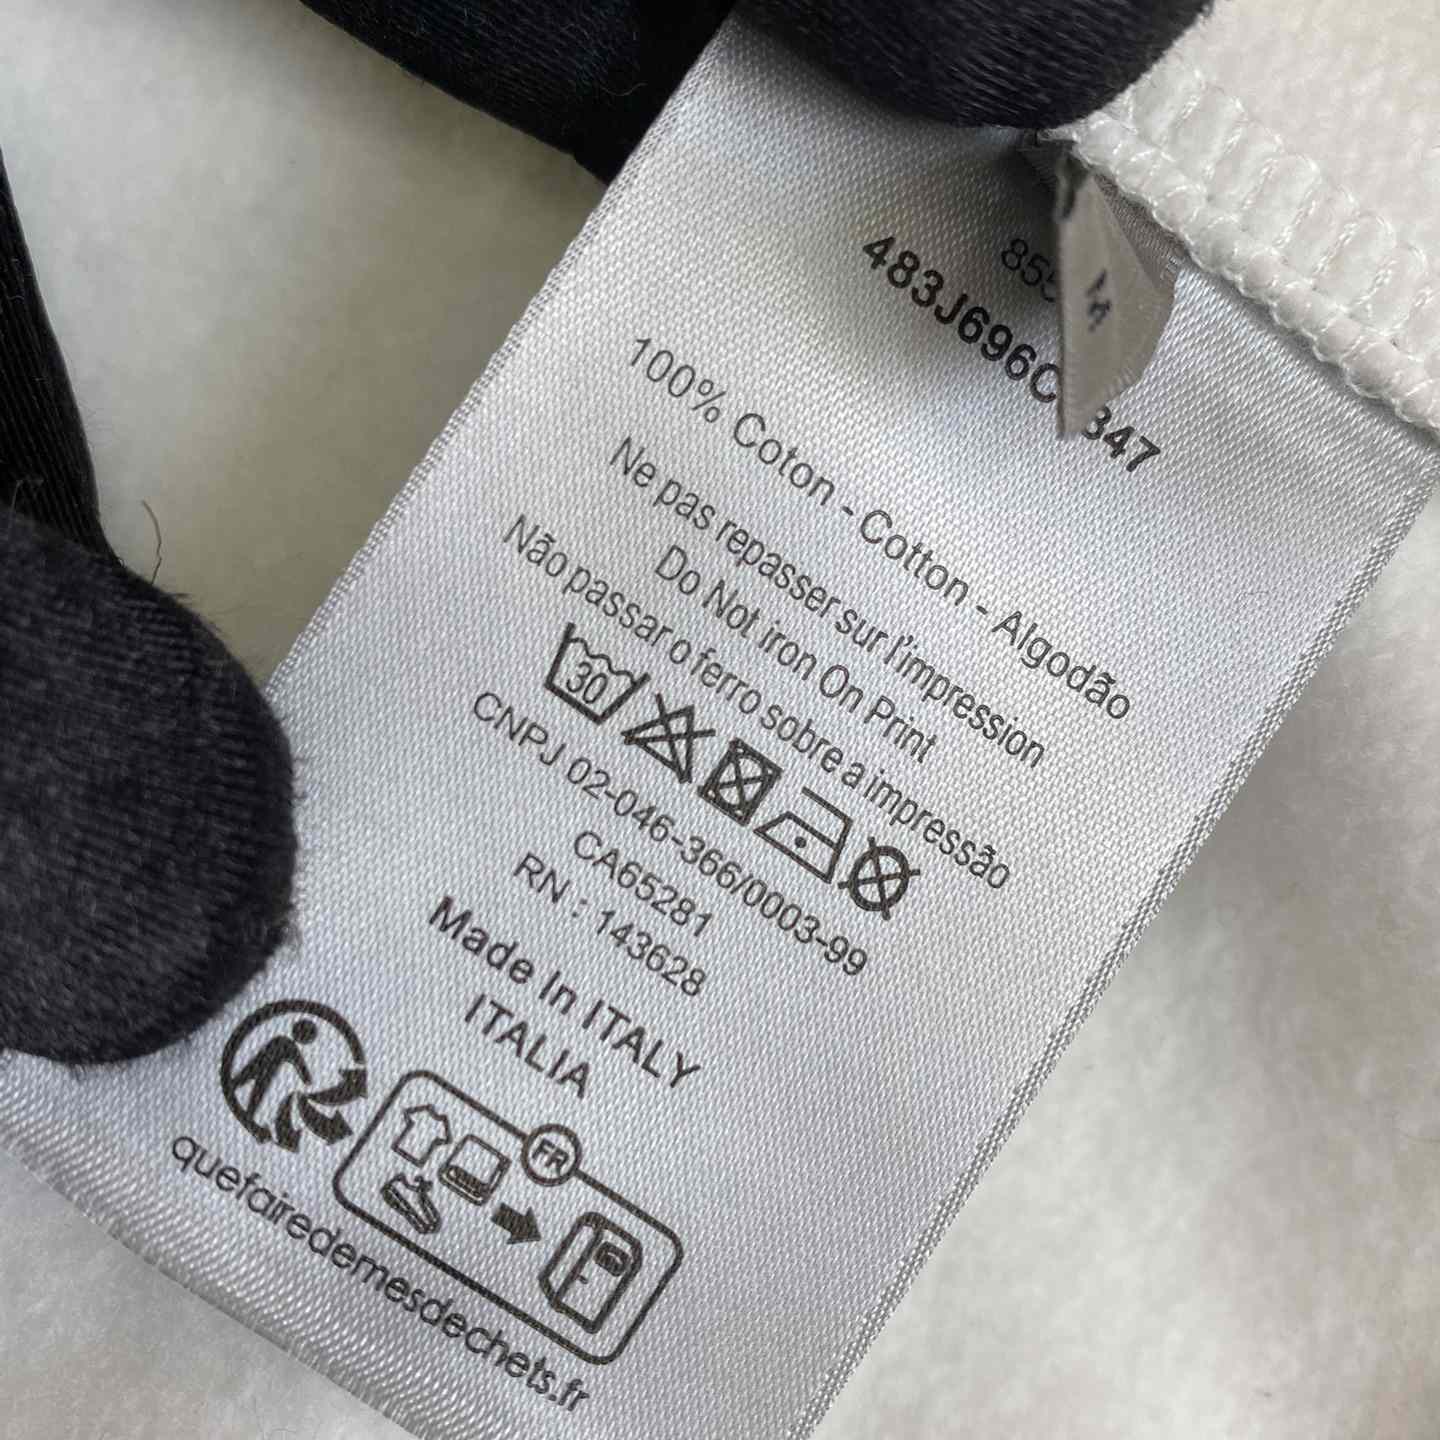 483J696C 347
100% Coton - Cotton - Algodão
Ne pas repasser sur l'impression
Do Not iron On Print
Não passar o ferro sobre a impressão
30
CNPJ 02-046-366/0003-99
CA65281
RN : 143628
Made In ITALY
ITALIA
FR
quefairedemesdechets.fr